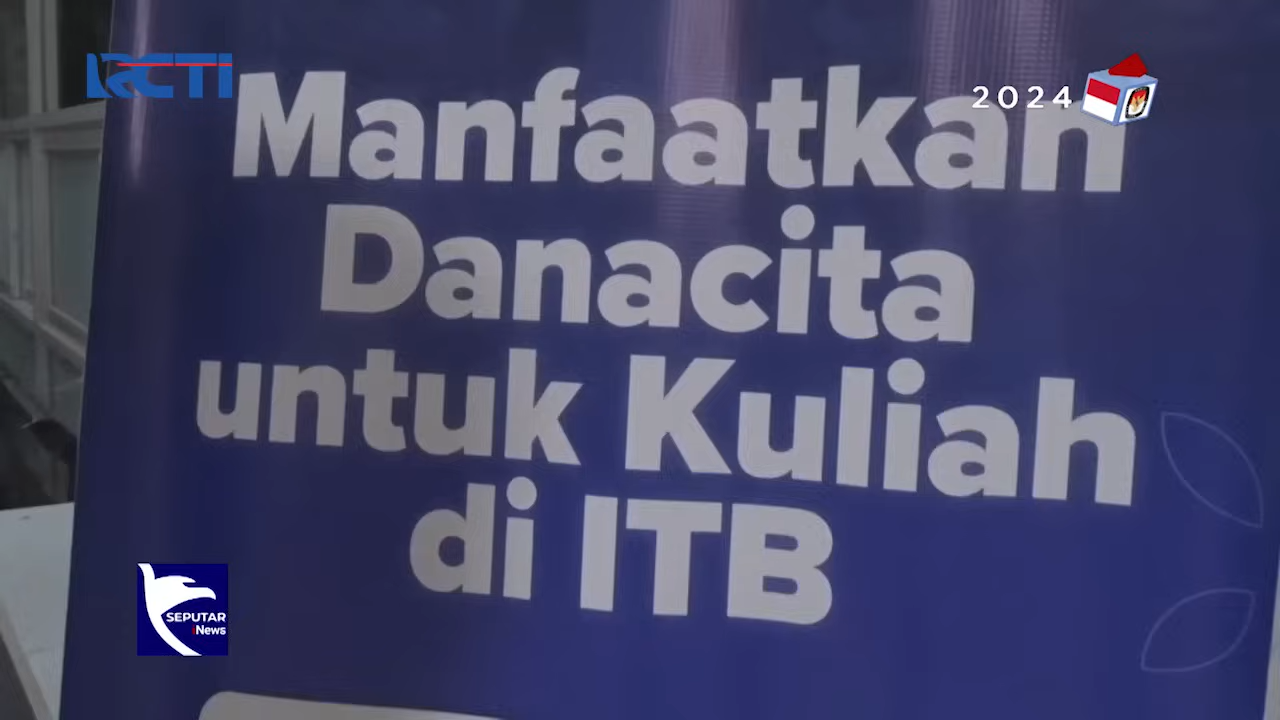 RCTI
2024
Manfaatkan
Danacita
untuk Kuliah
di ITB
SEPUTAR
iNews